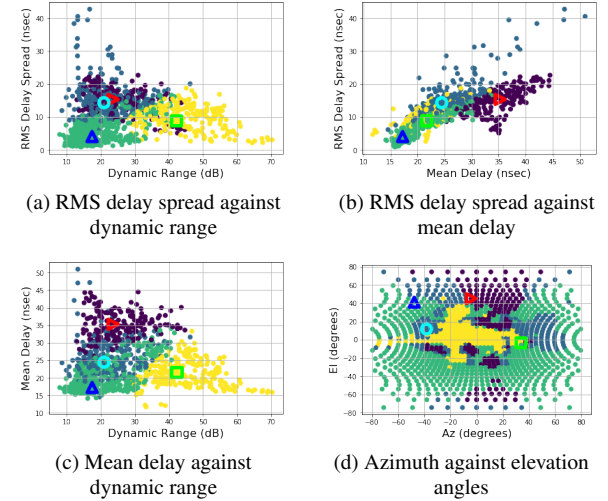 RMS Delay Spread (nsec)
40
30
20
10
0
10 20 30 40 50 60 70
Dynamic Range (dB)
(a) RMS delay spread against
dynamic range
RMS Delay Spread (nsec)
40
30
20
10
0
10 15 20 25 30 35 40 45 50
Mean Delay (nsec)
(b) RMS delay spread against
mean delay
Mean Delay (nsec)
50
45
40
35
30
25
20
15
10
10 20 30 40 50 60 70
Dynamic Range (dB)
(c) Mean delay against
dynamic range
El (degrees)
80
60
40
20
0
−20
−40
−60
−80
−80 −60 −40 −20 0 20 40 60 80
Az (degrees)
(d) Azimuth against elevation
angles